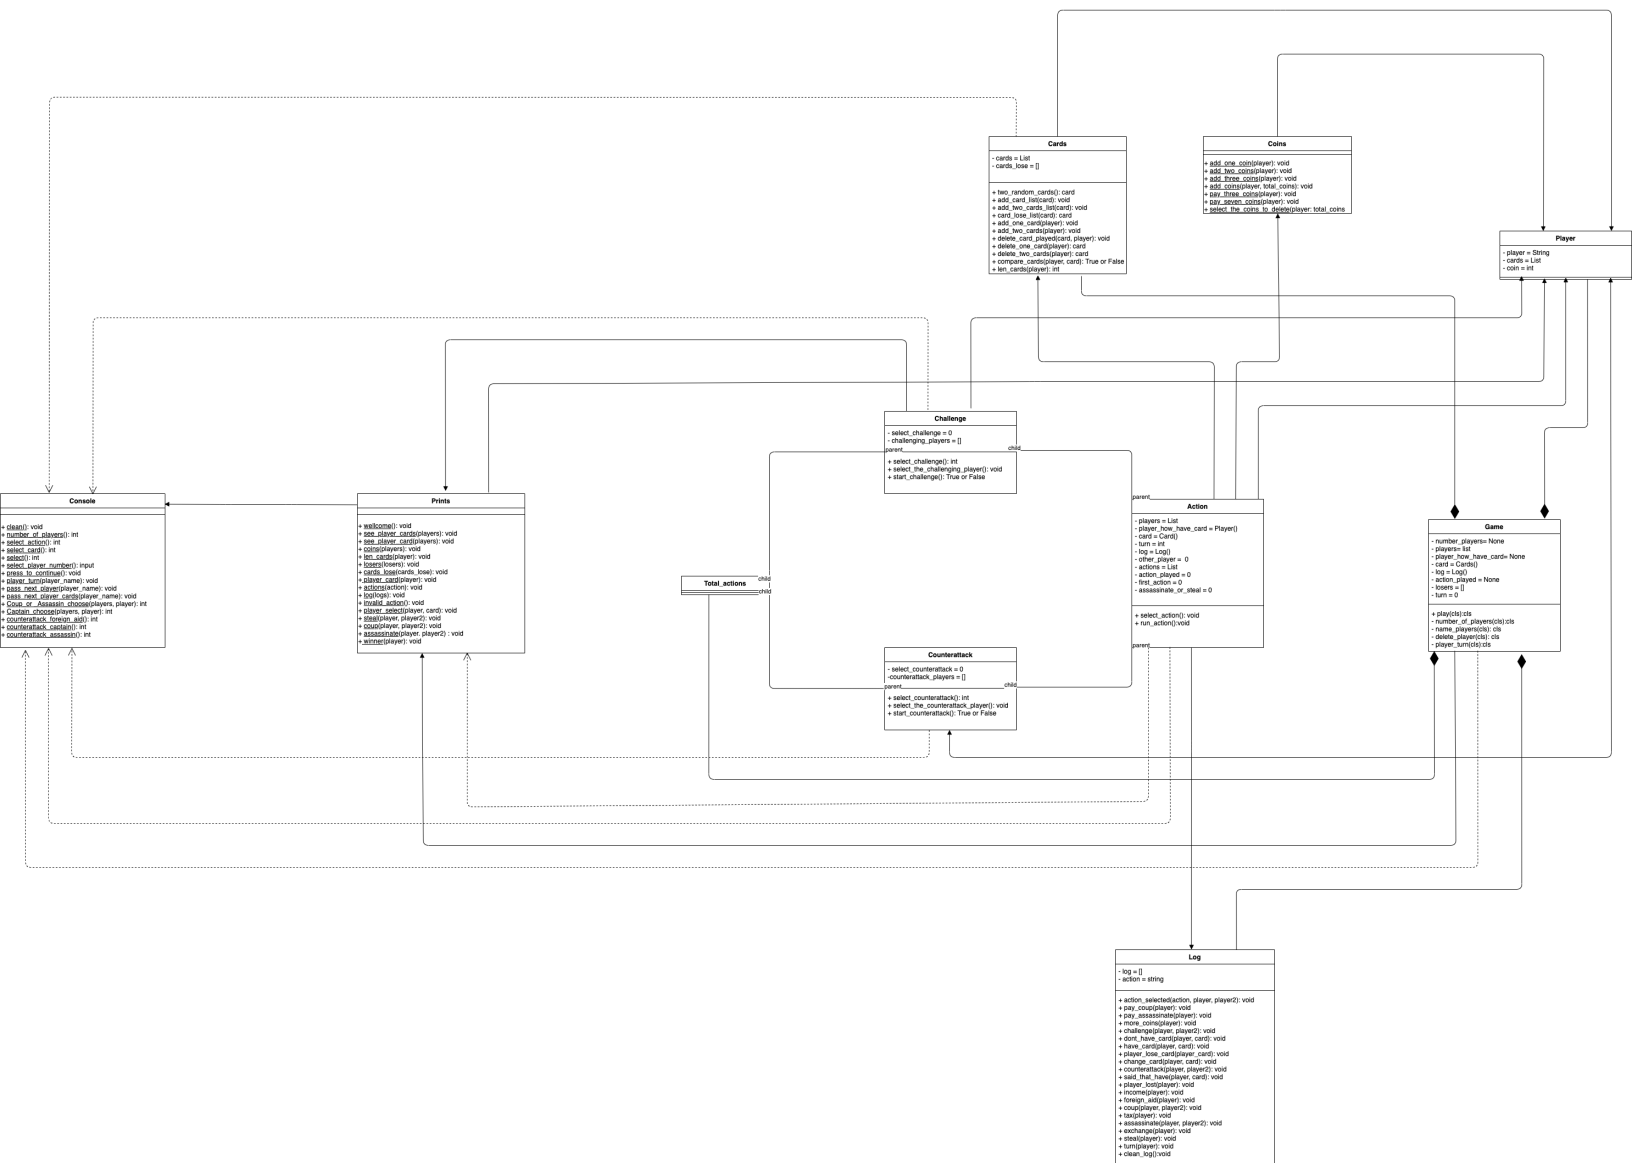 Cards
- cards = List
- cards_lose = []
+ two_random_cards(): card
+ add_card_list(card): void
+ add_two_cards_list(card): void
+ card_lose_list(card): card
+ add_one_card(player): void
+ add_two_cards(player): void
+ delete_card_played(card, player): void
+ delete_one_card(player): card
+ delete_two_cards(player): card
+ compare_cards(player, card): True or False
+ len_cards(player): int
Coins
+ add_one_coin(player): void
+ add_two_coins(player): void
+ add_three_coins(player): void
+ add_coins(player, total_coins): void
+ pay_three_coins(player): void
+ pay_seven_coins(player): void
+ select_the_coins_to_delete(player: total_coins
Player
- player = String
- cards = List
- coin = int
Challenge
- select_challenge = 0
- challenging_players = []
parent
child
+ select_challenge(): int
+ select_the_challenging_player(): void
+ start_challenge(): True or False
Console
+ clean(): void
+ number_of_players(): int
+ select_action(): int
+ select_card(): int
+ select(): int
+ select_player_number(): input
+ press_to_continue(): void
+ player_turn(player_name): void
+ pass_next_player(player_name): void
+ pass_next_player_cards(player_name): void
+ Coup_or_Assassin_choose(players, player): int
+ Captain_choose(players, player): int
+ counterattack_foreign_aid(): int
+ counterattack_captain(): int
+ counterattack_assassin(): int
Prints
+ wellcome(): void
+ see_player_cards(players): void
+ see_player_card(players): void
+ coins(players): void
+ len_cards(player): void
+ losers(losers): void
+ cards_lose(cards_lose): void
+ player_card(player): void
+ actions(action): void
+ log(logs): void
+ invalid_action(): void
+ player_select(player, card): void
+ steal(player, player2): void
+ coup(player, player2): void
+ assassinate(player. player2) : void
+ winner(player): void
Total_actions
child
child
parent
Action
- players = List
- player_how_have_card = Player()
- card = Card()
- turn = int
- log = Log()
- other_player = 0
- actions = List
- action_played = 0
- first_action = 0
- assassinate_or_steal = 0
+ select_action(): void
+ run_action():void
parent
Game
- number_players= None
- players= list
- player_how_have_card= None
- card = Cards()
- log = Log()
- action_played = None
- losers = []
- turn = 0
+ play(cls):cls
- number_of_players(cls):cls
- name_players(cls): cls
- delete_player(cls): cls
- player_turn(cls):cls
Counterattack
- select_counterattack = 0
-counterattack_players = []
parent
child
+ select_counterattack(): int
+ select_the_counterattack_player(): void
+ start_counterattack(): True or False
Log
- log = []
- action = string
+ action_selected(action, player, player2): void
+ pay_coup(player): void
+ pay_assassinate(player): void
+ more_coins(player): void
+ challenge(player, player2): void
+ dont_have_card(player, card): void
+ have_card(player, card): void
+ player_lose_card(player_card): void
+ change_card(player, card): void
+ counterattack(player, player2): void
+ said_that_have(player, card): void
+ player_lost(player): void
+ income(player): void
+ foreign_aid(player): void
+ coup(player, player2): void
+ tax(player): void
+ assassinate(player, player2): void
+ exchange(player): void
+ steal(player): void
+ turn(player): void
+ clean_log():void